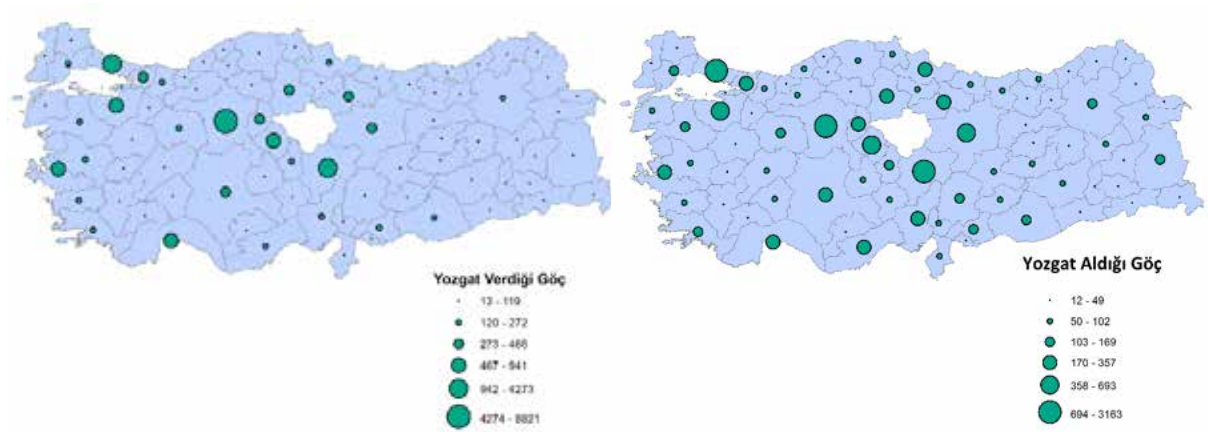 Yozgat Verdiği Göç
13 - 119
120 - 272
273 - 466
467 - 941
942 - 4273
4274 - 8821
Yozgat Aldığı Göç
12 - 49
50 - 102
103 - 169
170 - 357
358 - 693
694 - 3163